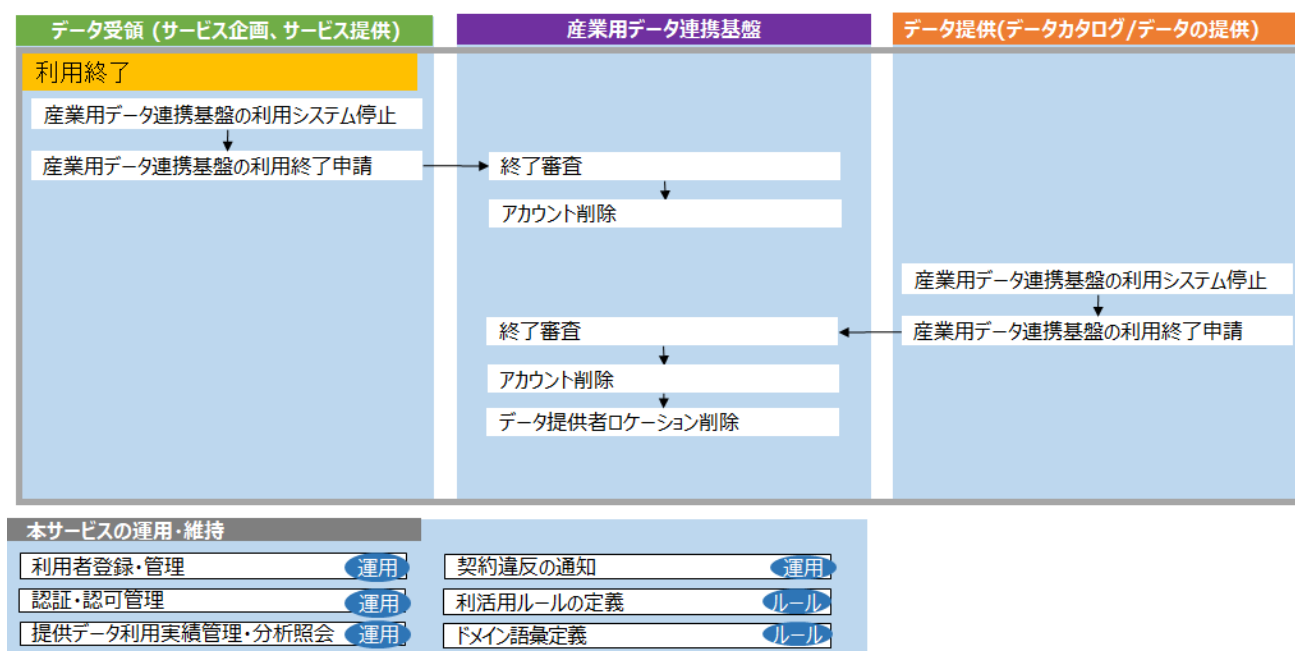 データ受領 (サービス企画、サービス提供)
産業用データ連携基盤
データ提供(データカタログ/データの提供)
利用終了
産業用データ連携基盤の利用システム停止
産業用データ連携基盤の利用終了申請
終了審査
アカウント削除
産業用データ連携基盤の利用システム停止
終了審査
産業用データ連携基盤の利用終了申請
アカウント削除
データ提供者ロケーション削除
本サービスの運用・維持
利用者登録・管理 運用
契約違反の通知 運用
認証・認可管理 運用
利活用ルールの定義 ルール
提供データ利用実績管理・分析照会 運用
ドメイン語彙定義 ルール